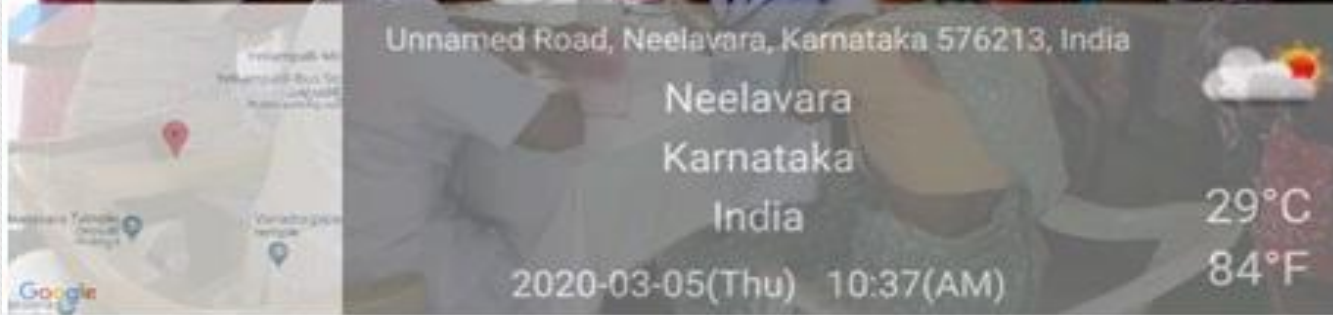 Unnamed Road, Neelavara, Karnataka 576213, India
Neelavara
Karnataka
India
2020-03-05(Thu) 10:37(AM)
29°C
84°F
Google